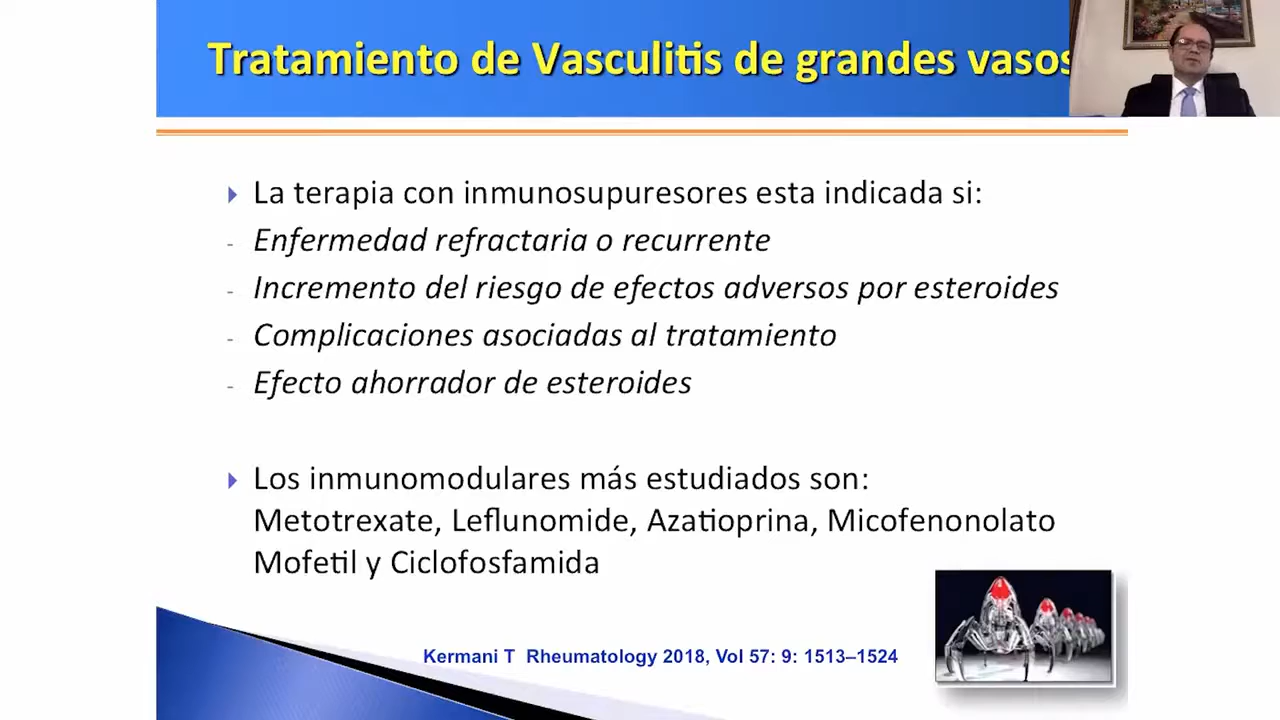 Tratamiento de Vasculitis de grandes vasos
La terapia con inmunosupuresores esta indicada si:
- Enfermedad refractaria o recurrente
- Incremento del riesgo de efectos adversos por esteroides
- Complicaciones asociadas al tratamiento
- Efecto ahorrador de esteroides
Los inmunomodulares más estudiados son:
Metotrexate, Leflunomide, Azatioprina, Micofenonolato
Mofetil y Ciclofosfamida
Kermani T Rheumatology 2018, Vol 57: 9: 1513–1524